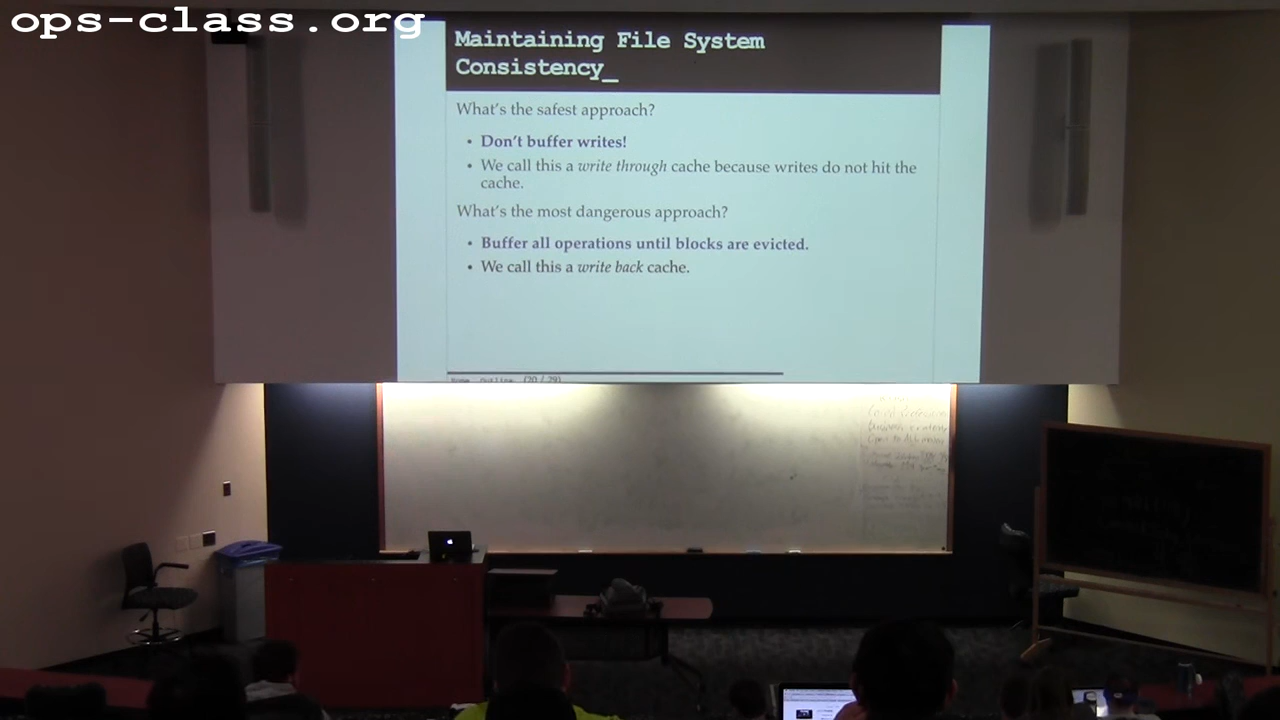 ops-class.org
Maintaining File System
Consistency_
What's the safest approach?
• Don't buffer writes!
• We call this a write through cache because writes do not hit the
cache.
What's the most dangerous approach?
• Buffer all operations until blocks are evicted.
• We call this a write back cache.